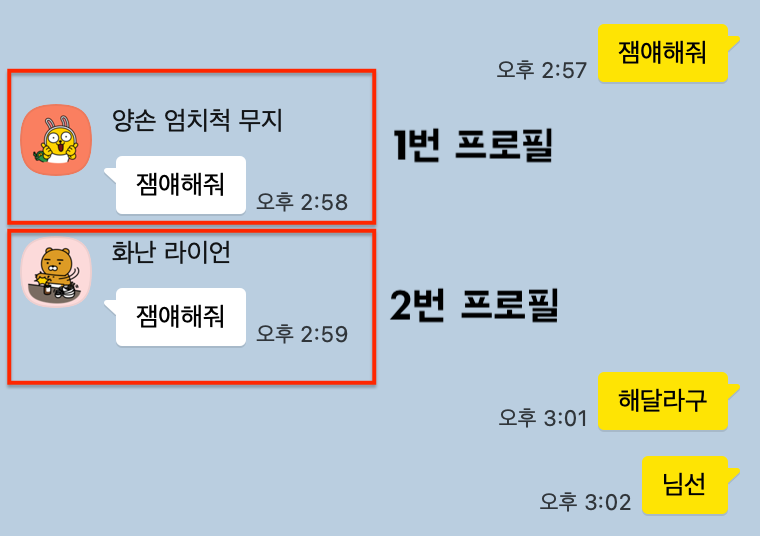 잼얘해줘
오후 2:57
양손 엄치척 무지
1번 프로필
잼얘해줘
오후 2:58
화난 라이언
잼얘해줘
2번 프로필
오후 2:59
해달라구
오후 3:01
님선
오후 3:02